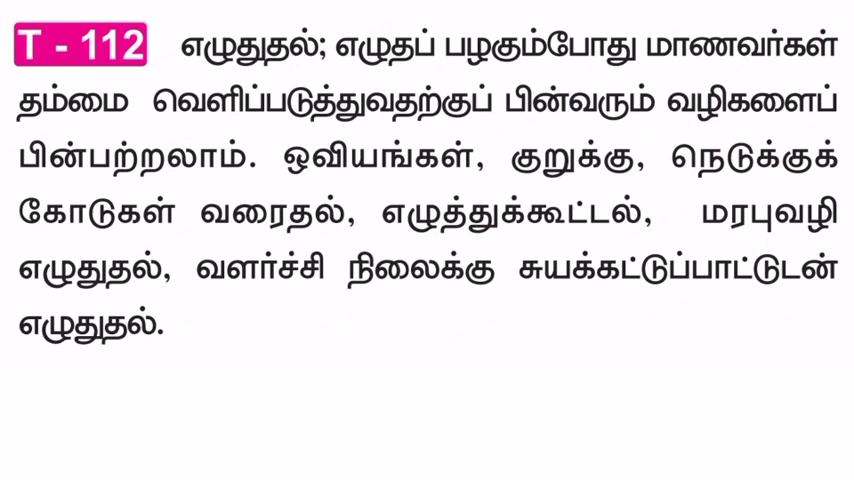 T - 112 எழுதுதல்; எழுதப் பழகும்போது மாணவர்கள்
தம்மை வெளிப்படுத்துவதற்குப் பின்வரும் வழிகளைப்
பின்பற்றலாம். ஒவியங்கள், குறுக்கு, நெடுக்குக்
கோடுகள் வரைதல், எழுத்துக்கூட்டல், மரபுவழி
எழுதுதல், வளர்ச்சி நிலைக்கு சுயக்கட்டுப்பாட்டுடன்
எழுதுதல்.